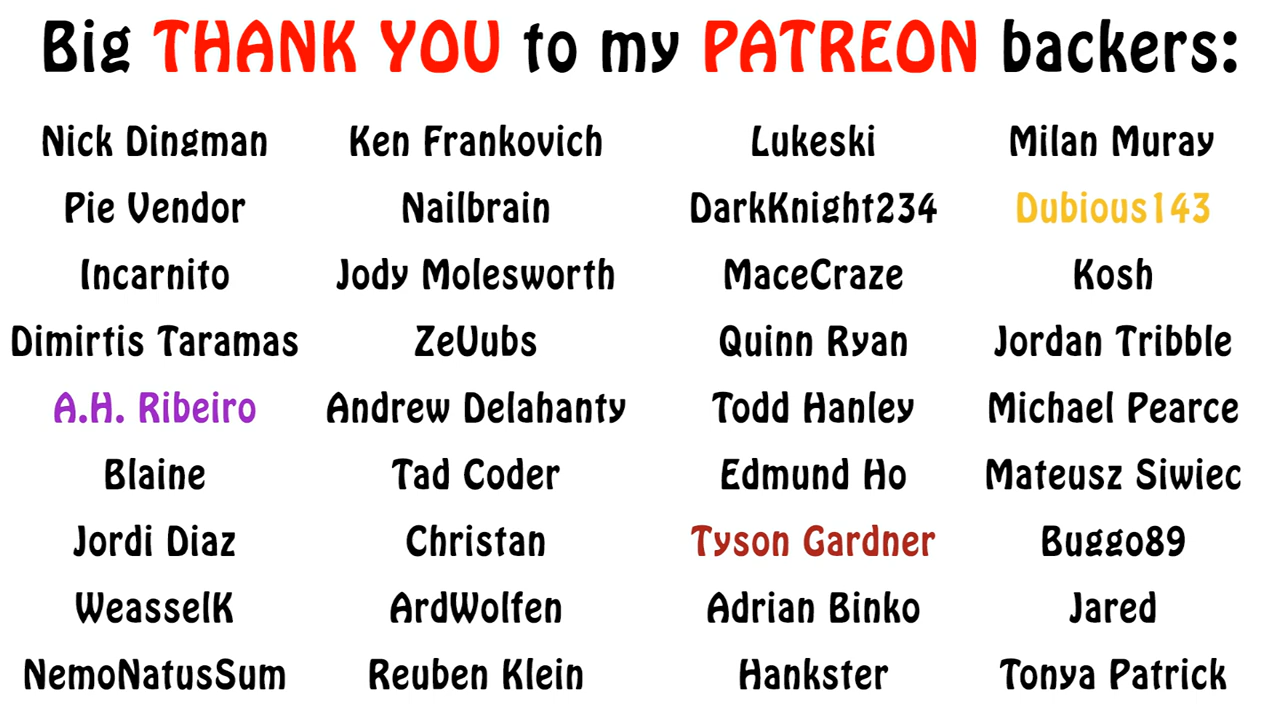 Big THANK YOU to my PATREON backers:
Nick Dingman Ken Frankovich Lukeski Milan Muray
Pie Vendor Nailbrain DarkKnight234 Dubious143
Incarnito Jody Molesworth MaceCraze Kosh
Dimirtis Taramas ZeVubs Quinn Ryan Jordan Tribble
A.H. Ribeiro Andrew Delahanty Todd Hanley Michael Pearce
Blaine Tad Coder Edmund Ho Mateusz Siwiec
Jordi Diaz Christan Tyson Gardner Buggo89
WeasselK ArdWolfen Adrian Binko Jared
NemoNatusSum Reuben Klein Hankster Tonya Patrick